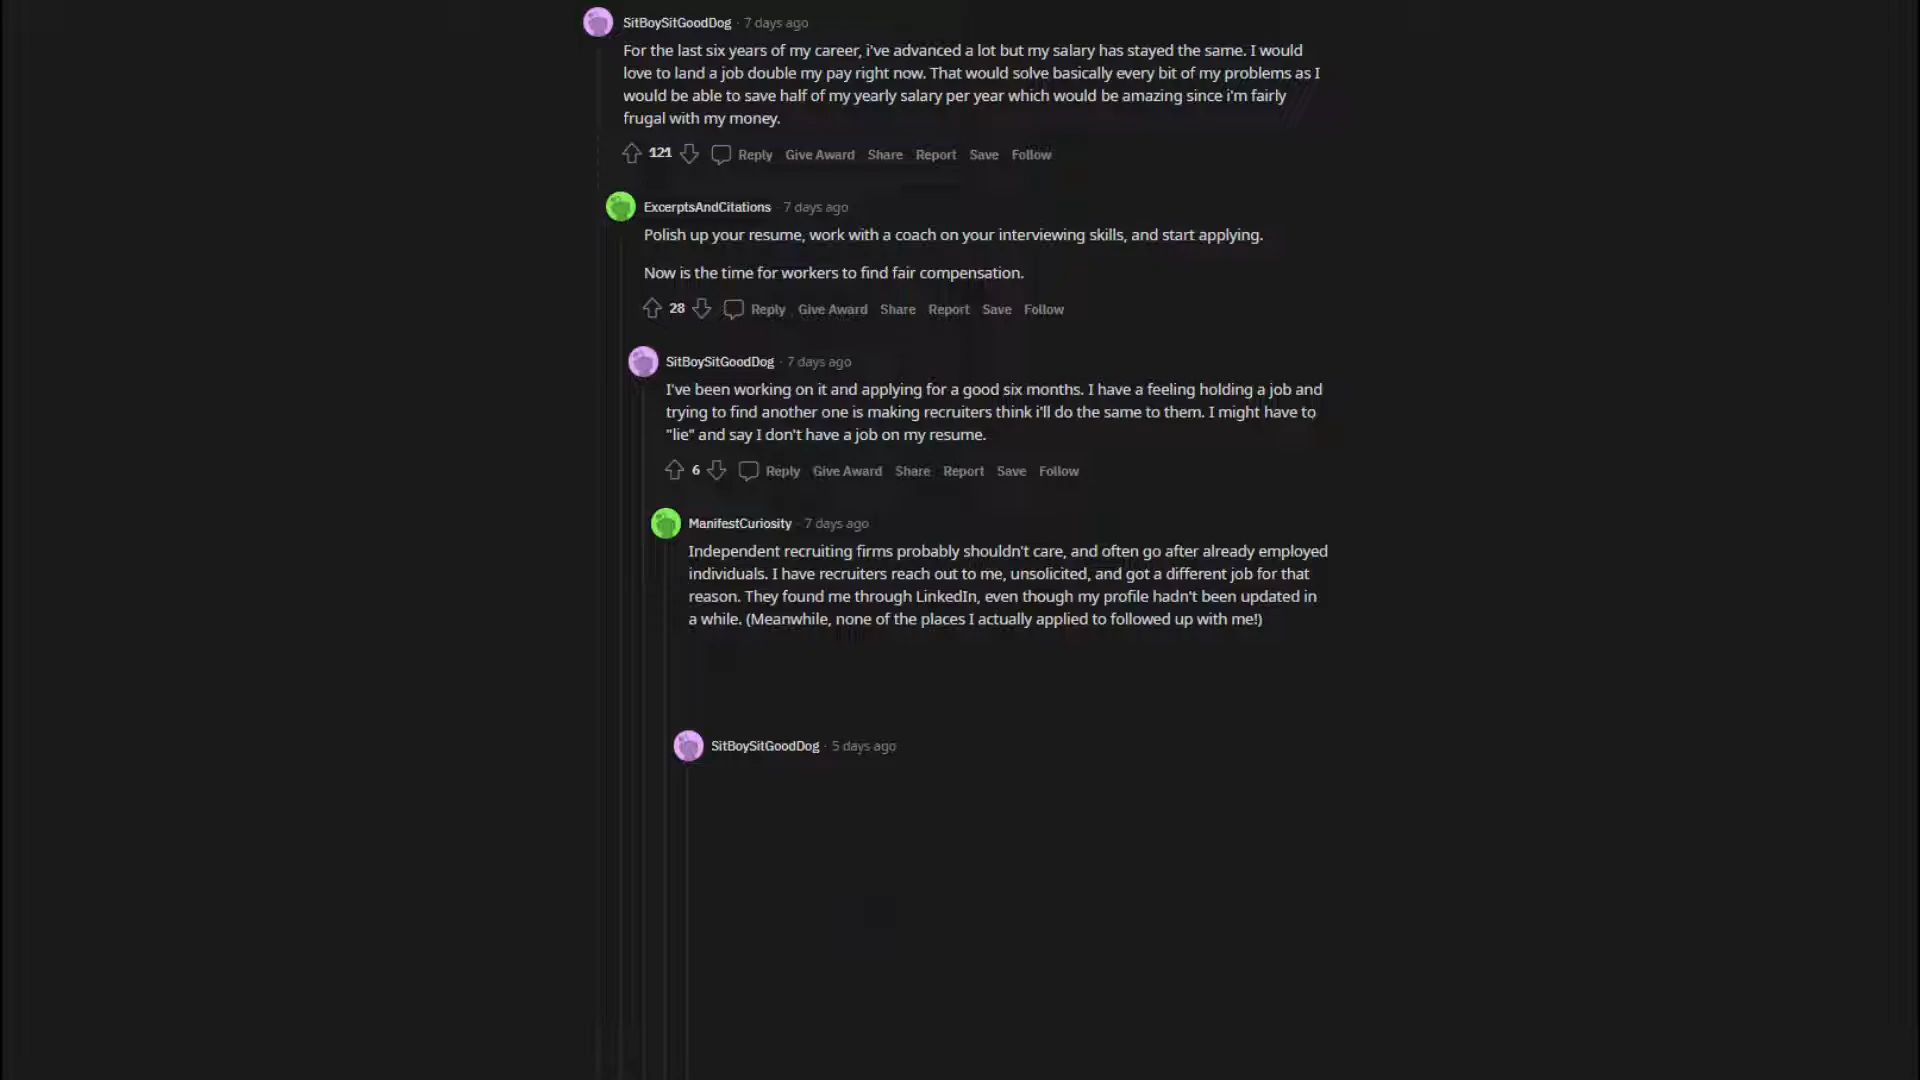 SitBoySitGoodDog · 7 days ago
For the last six years of my career, i've advanced a lot but my salary has stayed the same. I would
love to land a job double my pay right now. That would solve basically every bit of my problems as I
would be able to save half of my yearly salary per year which would be amazing since i'm fairly
frugal with my money.
121 Reply Give Award Share Report Save Follow
ExcerptsAndCitations · 7 days ago
Polish up your resume, work with a coach on your interviewing skills, and start applying.
Now is the time for workers to find fair compensation.
28 Reply Give Award Share Report Save Follow
SitBoySitGoodDog · 7 days ago
I've been working on it and applying for a good six months. I have a feeling holding a job and
trying to find another one is making recruiters think i'll do the same to them. I might have to
"lie" and say I don't have a job on my resume.
6 Reply Give Award Share Report Save Follow
ManifestCuriosity · 7 days ago
Independent recruiting firms probably shouldn't care, and often go after already employed
individuals. I have recruiters reach out to me, unsolicited, and got a different job for that
reason. They found me through LinkedIn, even though my profile hadn't been updated in
a while. (Meanwhile, none of the places I actually applied to followed up with me!)
SitBoySitGoodDog · 5 days ago